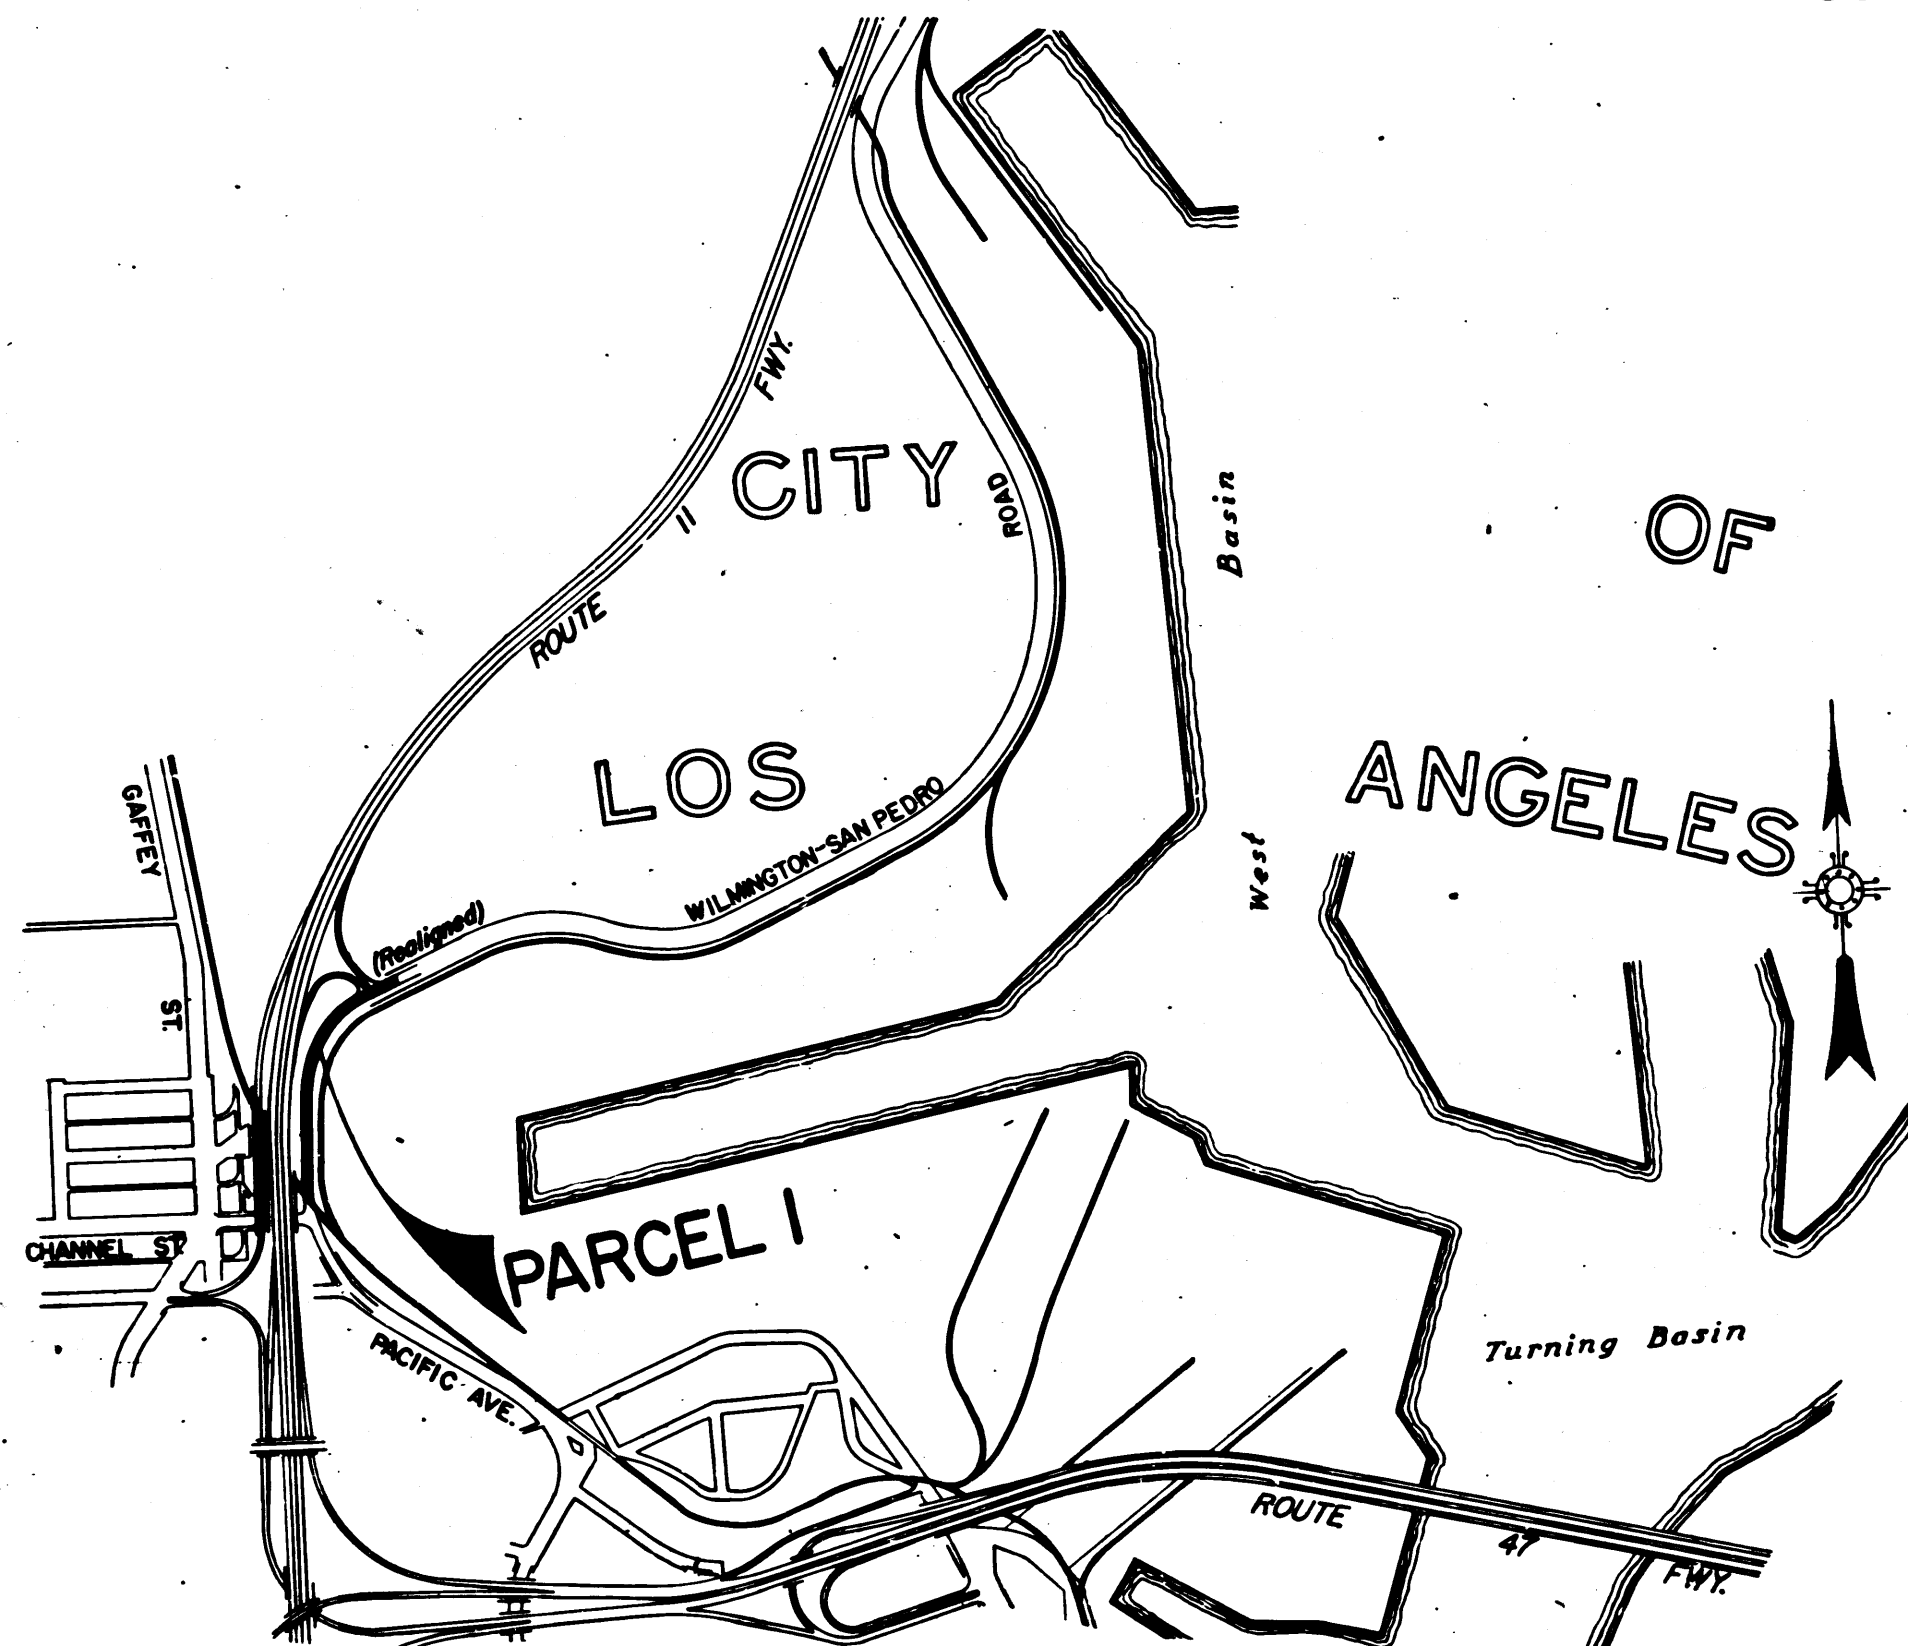 FWY.
CITY
ROAD
Basin
OF
11
ROUTE
LOS
ANGELES
GAFFEY
WILMINGTON-SAN PEDRO
West
(Realigned)
ST.
PARCEL 1
CHANNEL ST.
PACIFIC AVE.
Turning Basin
ROUTE
47
FWY.